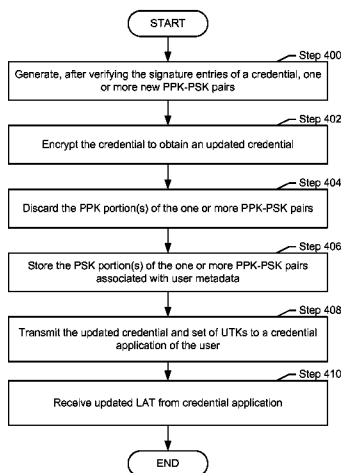 START
Step 400
Generate, after verifying the signature entries of a credential, one
or more new PPK-PSK pairs
Step 402
Encrypt the credential to obtain an updated credential
Step 404
Discard the PPK portion(s) of the one or more PPK-PSK pairs
Step 406
Store the PSK portion(s) of the one or more PPK-PSK pairs
associated with user metadata
Step 408
Transmit the updated credential and set of UTKs to a credential
application of the user
Step 410
Receive updated LAT from credential application
END